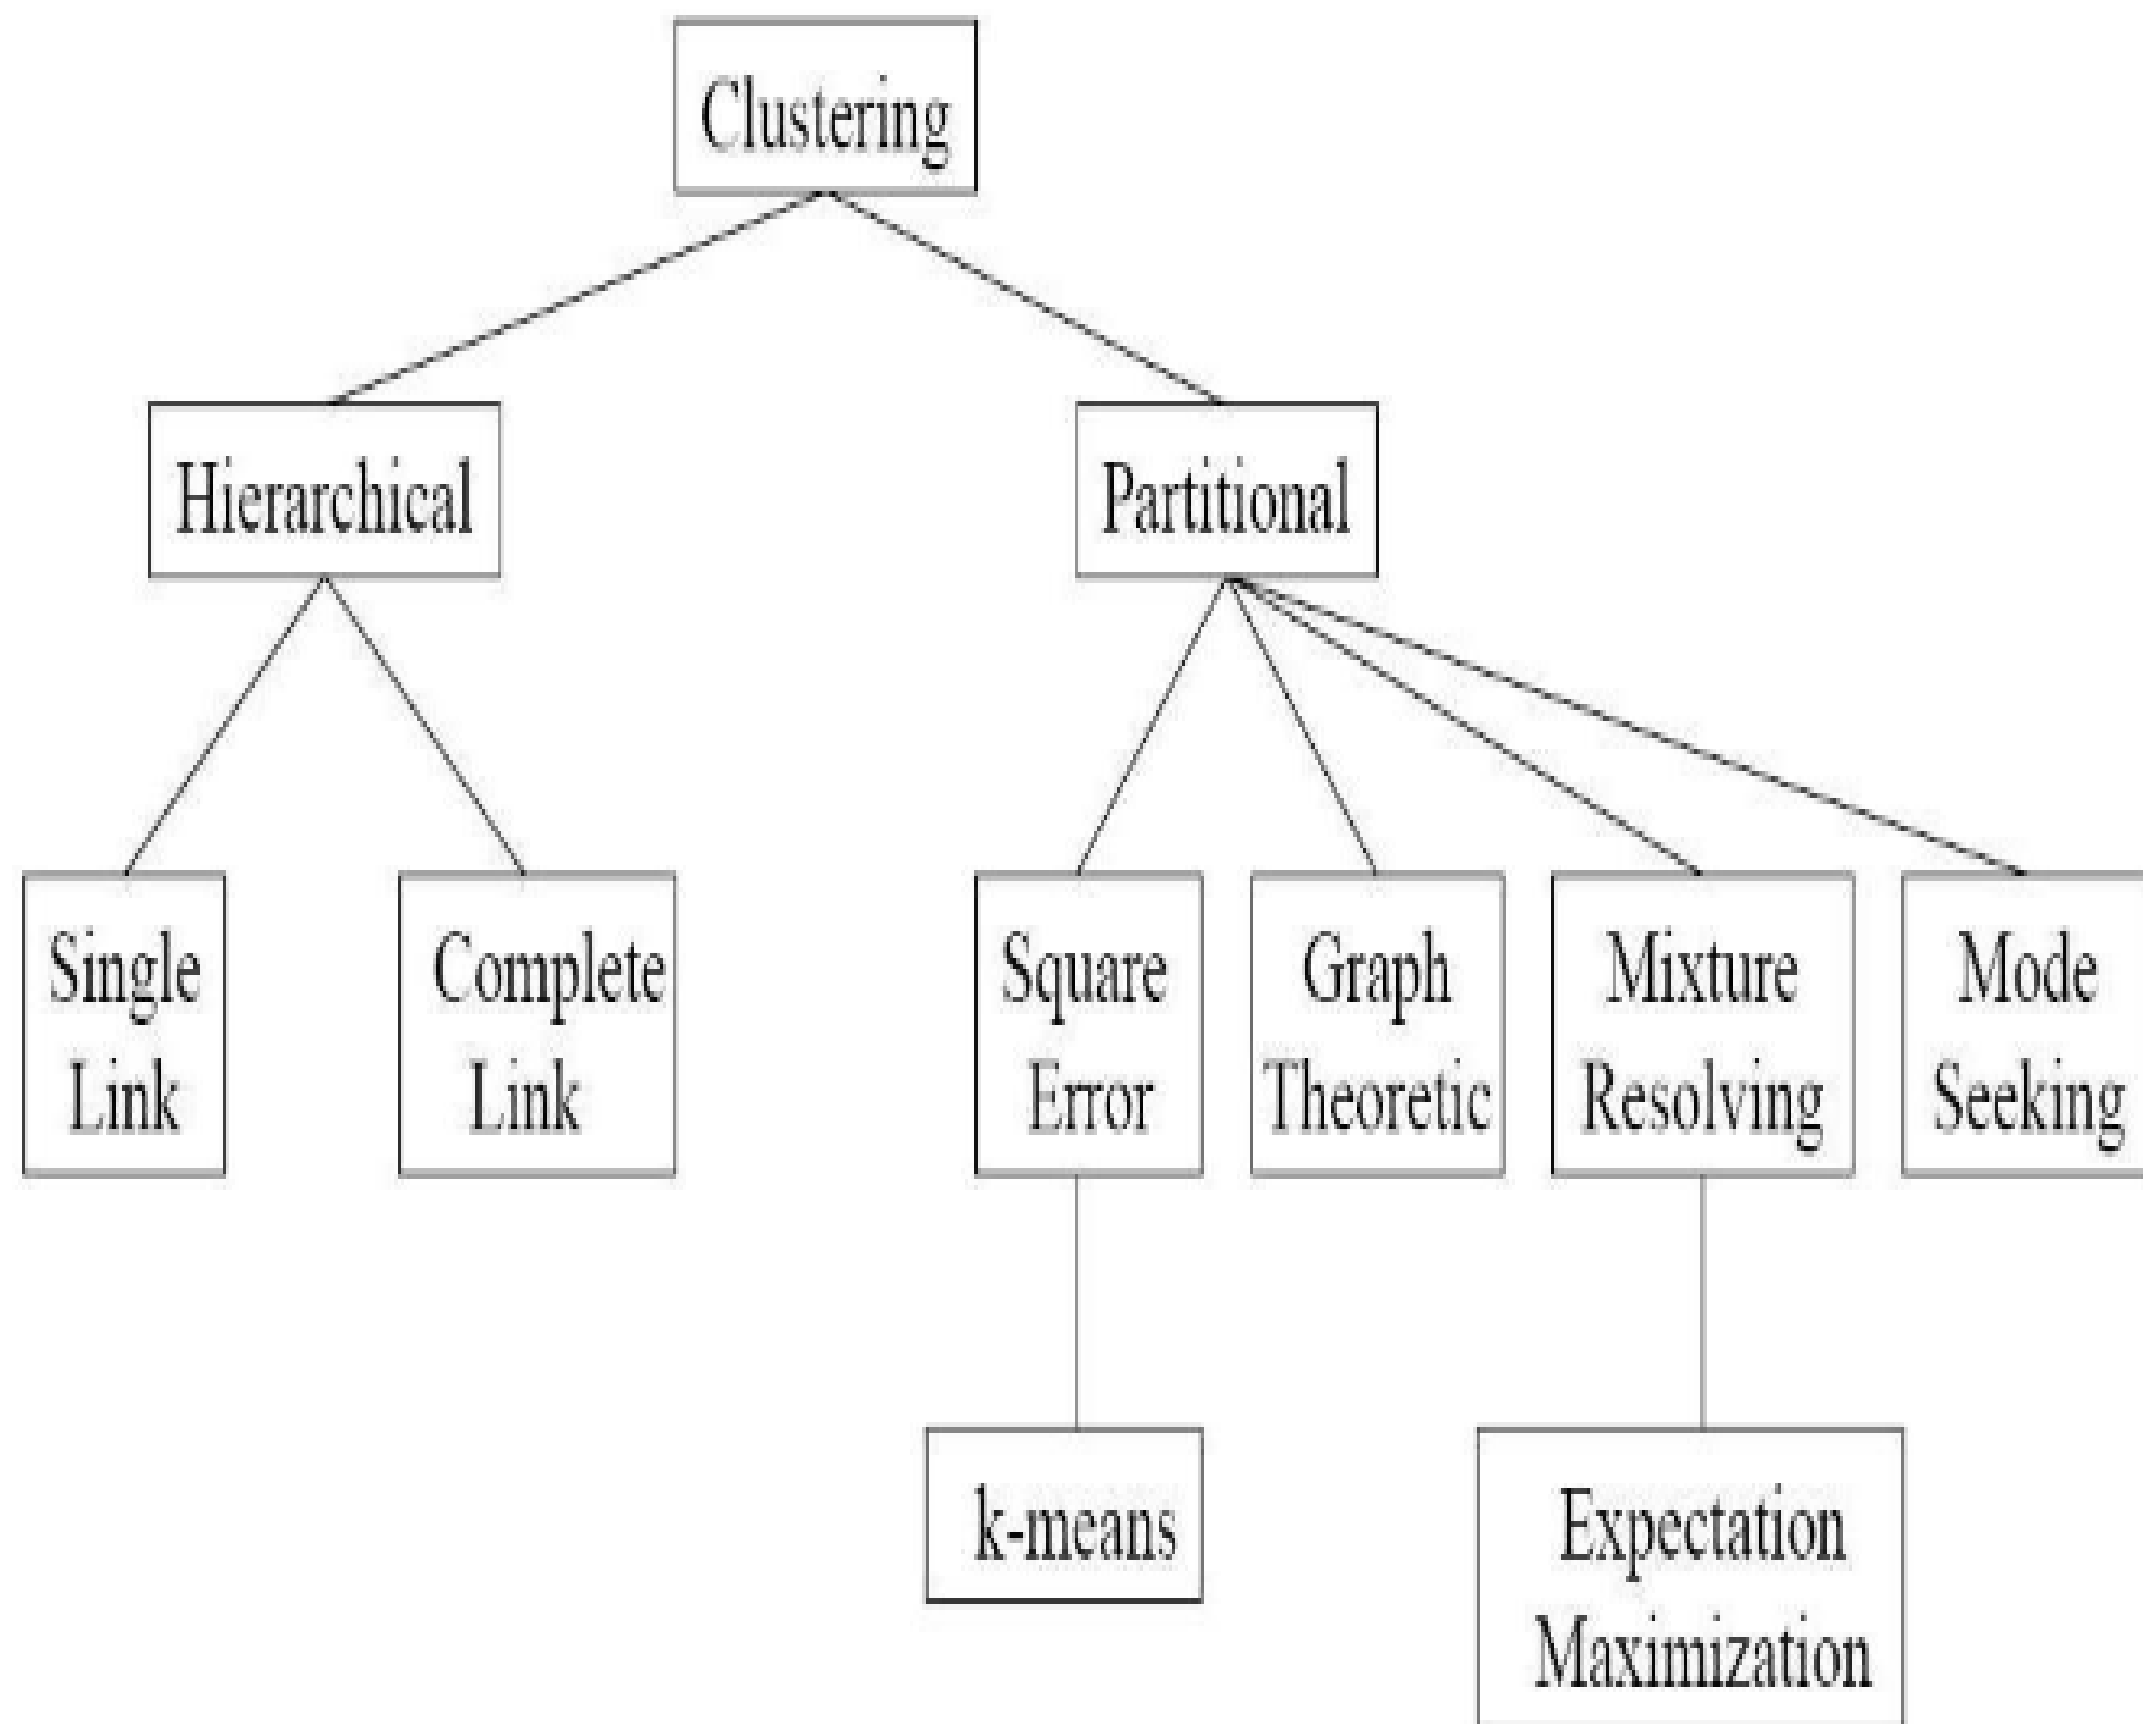 Clustering
Hierarchical
Partitional
Single
Link
Complete
Link
Square
Error
Graph
Theoretic
Mixture
Resolving
Mode
Seeking
k-means
Expectation
Maximization